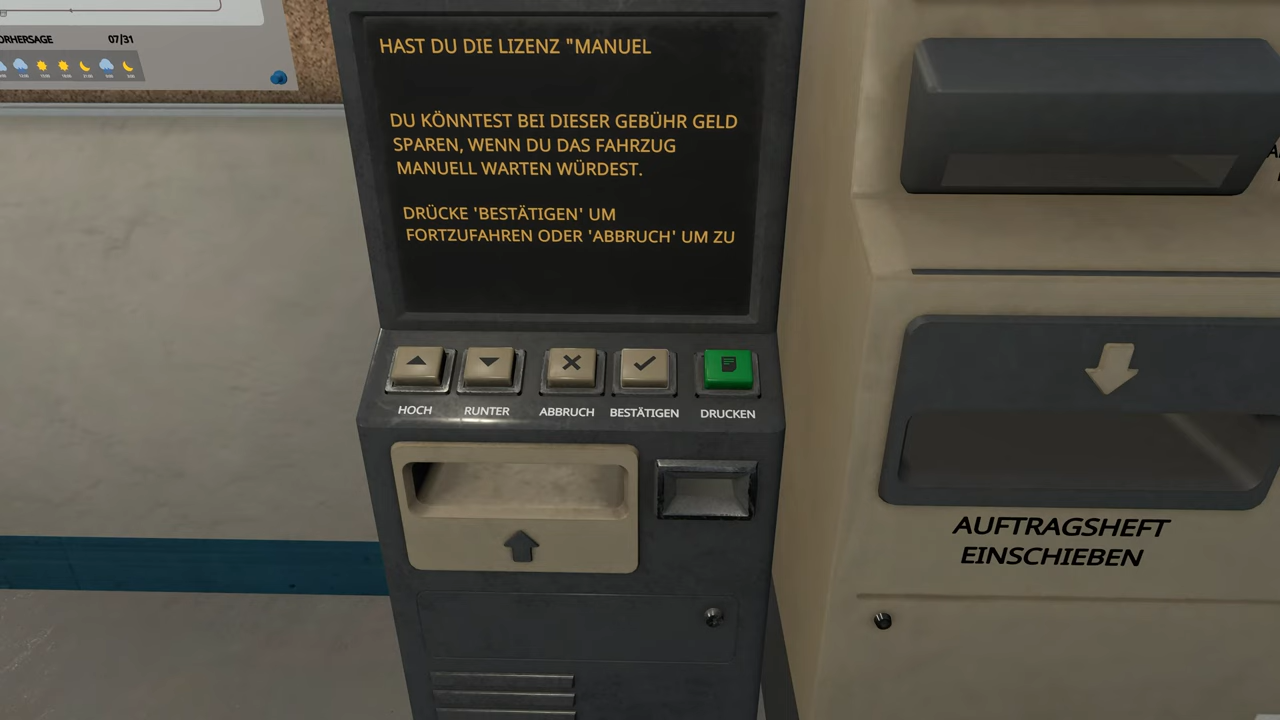 ORHERSAGE 07/31
HAST DU DIE LIZENZ "MANUEL
DU KÖNNTEST BEI DIESER GEBÜHR GELD
SPAREN, WENN DU DAS FAHRZUG
MANUELL WARTEN WÜRDEST.
DRÜCKE 'BESTÄTIGEN' UM
FORTZUFAHREN ODER 'ABBRUCH' UM ZU
HOCH
RUNTER
ABBRUCH
BESTÄTIGEN
DRUCKEN
AUFTRAGSHEFT
EINSCHIEBEN